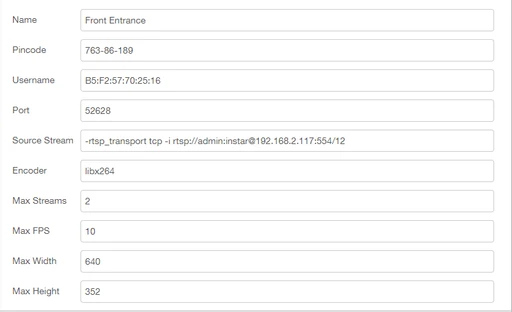 Name Front Entrance
Pincode 763-86-189
Username B5:F2:57:70:25:16
Port 52628
Source Stream -rtsp_transport tcp -i rtsp://admin:instar@192.168.2.117:554/12
Encoder libx264
Max Streams 2
Max FPS 10
Max Width 640
Max Height 352